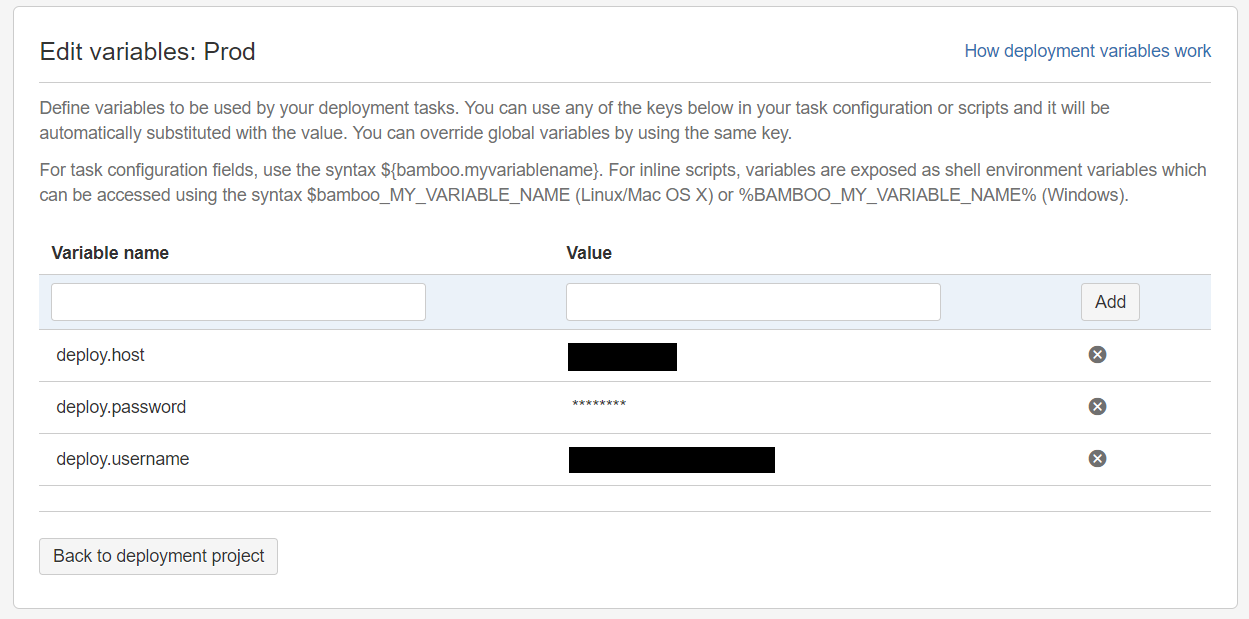 Edit variables: Prod
How deployment variables work
Define variables to be used by your deployment tasks. You can use any of the keys below in your task configuration or scripts and it will be
automatically substituted with the value. You can override global variables by using the same key.
For task configuration fields, use the syntax ${bamboo.myvariablename}. For inline scripts, variables are exposed as shell environment variables which
can be accessed using the syntax $bamboo_MY_VARIABLE_NAME (Linux/Mac OS X) or %BAMBOO_MY_VARIABLE_NAME% (Windows).
Variable name Value
Add
deploy.host
deploy.password ********
deploy.username
Back to deployment project